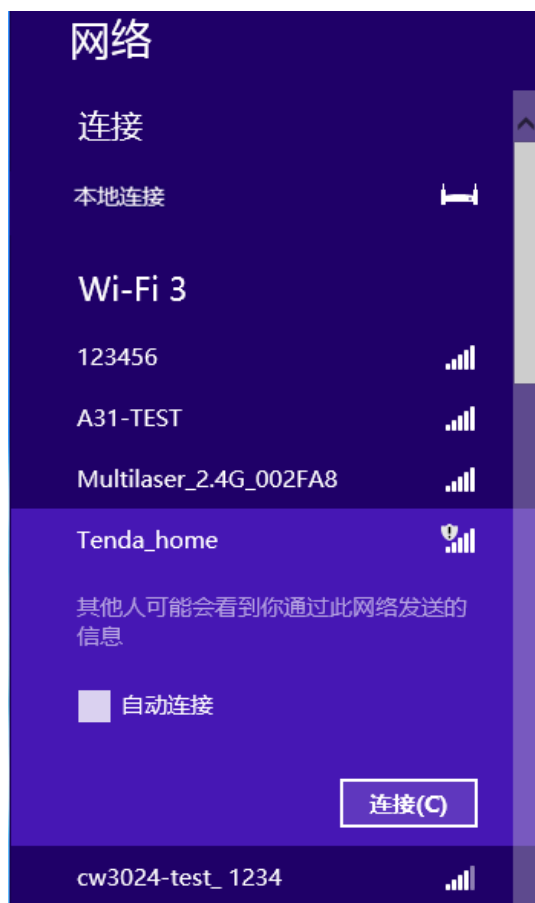 网络
连接
本地连接
Wi-Fi 3
123456
A31-TEST
Multilaser_2.4G_002FA8
Tenda_home
其他人可能会看到你通过此网络发送的
信息
自动连接
连接(C)
cw3024-test_ 1234